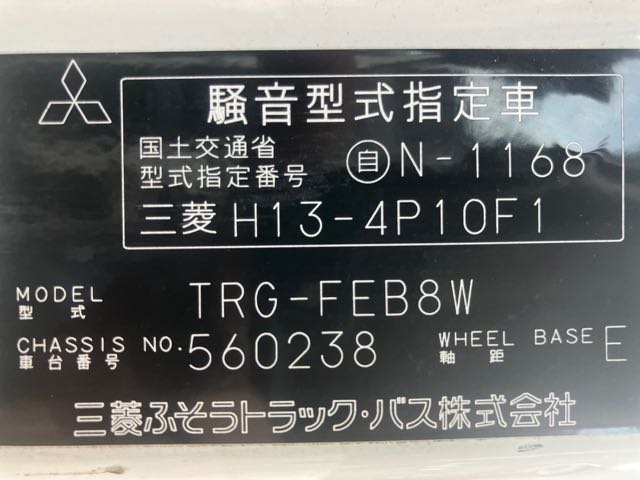 騒音型式指定車
国土交通省
型式指定番号 自N-1168
三菱 H13-4P10F1
MODEL
型式 TRG-FEB8W
CHASSIS NO.
車台番号 560238 WHEEL BASE
軸距 E
三菱ふそうトラック・バス株式会社